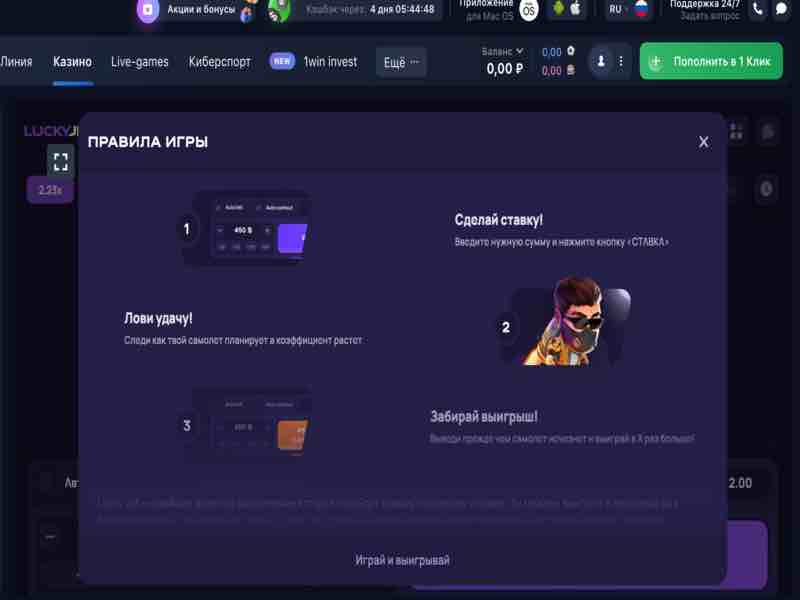 Акции и бонусы
Кэшбэк через: 4 дня 05:44:48
Приложение
для Mac OS
OS
RU
Поддержка 24/7
Задать вопрос
Линия
Казино
Live-games
Киберспорт
NEW
1win invest
Ещё ···
Баланс
0,00 ₽
0,00
0,00
Пополнить в 1 Клик
LUCKYJ
ПРАВИЛА ИГРЫ
X
2.23x
1
450
Сделай ставку!
Вводите нужную сумму и нажмите кнопку «СТАВКА»
Лови удачу!
Следи как твой самолет планирует а коэффициент растет
2
3
Забирай выигрыш!
Выводи прежде чем самолет исчезнет и выиграй в X раз больше!
Ав
2.00
Играй и выигрывай